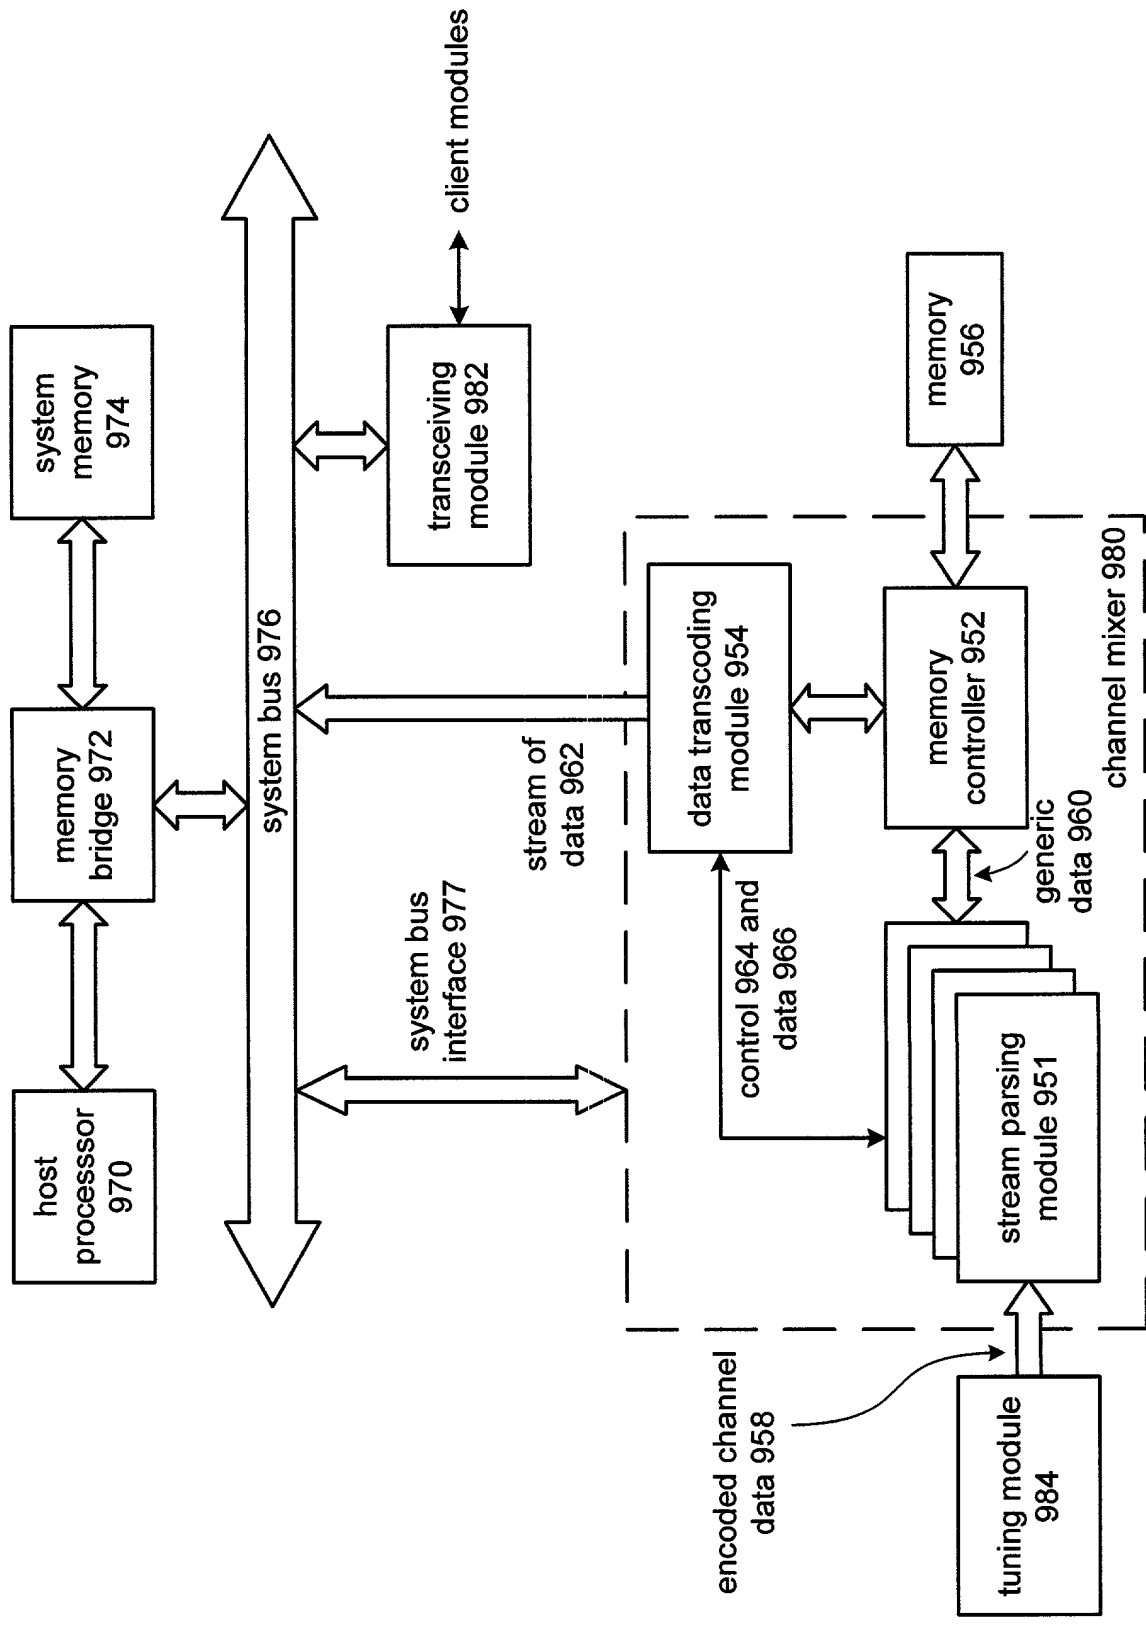 host
processsor
970
memory
bridge 972
system
memory
974
system bus 976
system bus
interface 977
stream of
data 962
transceiving
module 982
client modules
control 964 and
data 966
data transcoding
module 954
encoded channel
data 958
tuning module
984
stream parsing
module 951
generic
data 960
memory
controller 952
memory
956
channel mixer 980